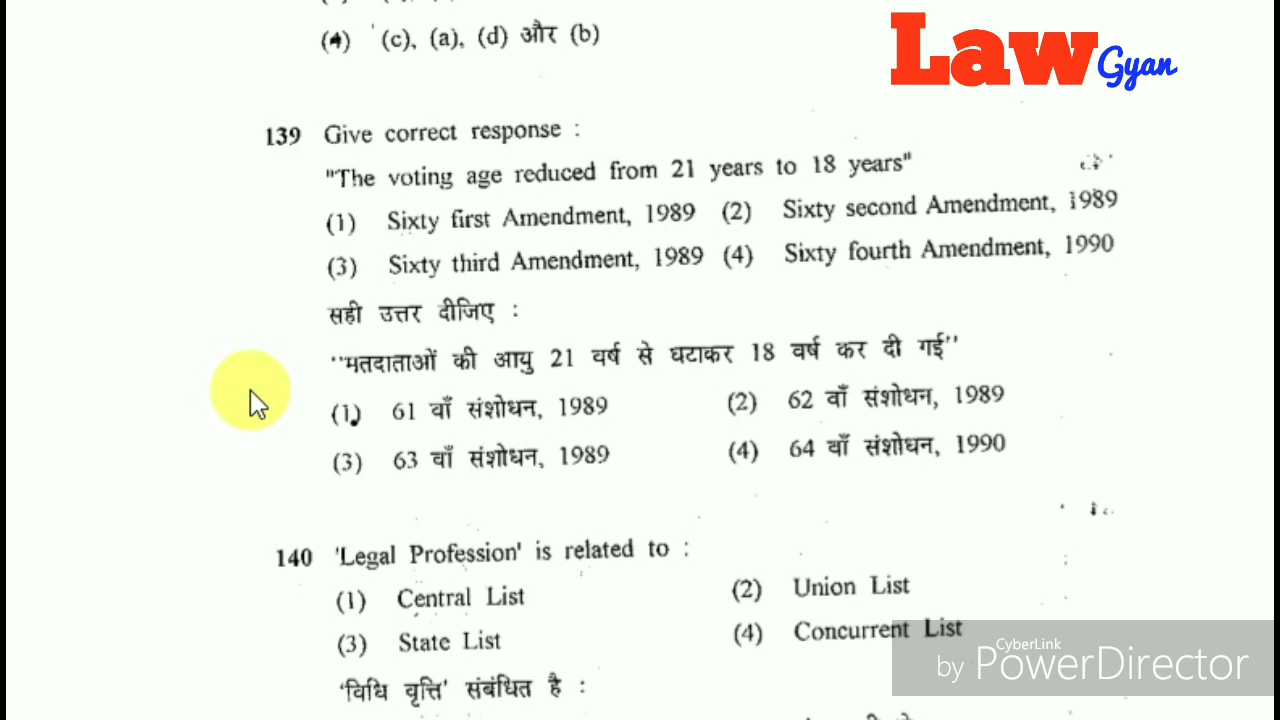 (4) (c), (a), (d) और (b)
Law Gyan
139 Give correct response :
"The voting age reduced from 21 years to 18 years"
(1) Sixty first Amendment, 1989 (2) Sixty second Amendment, 1989
(3) Sixty third Amendment, 1989 (4) Sixty fourth Amendment, 1990
सही उत्तर दीजिए :
''मतदाताओं की आयु 21 वर्ष से घटाकर 18 वर्ष कर दी गई''
(1) 61 वाँ संशोधन, 1989 (2) 62 वाँ संशोधन, 1989
(3) 63 वाँ संशोधन, 1989 (4) 64 वाँ संशोधन, 1990
140 'Legal Profession' is related to :
(1) Central List (2) Union List
(3) State List (4) Concurrent List
'विधि वृत्ति' संबंधित है :
CyberLink
by PowerDirector